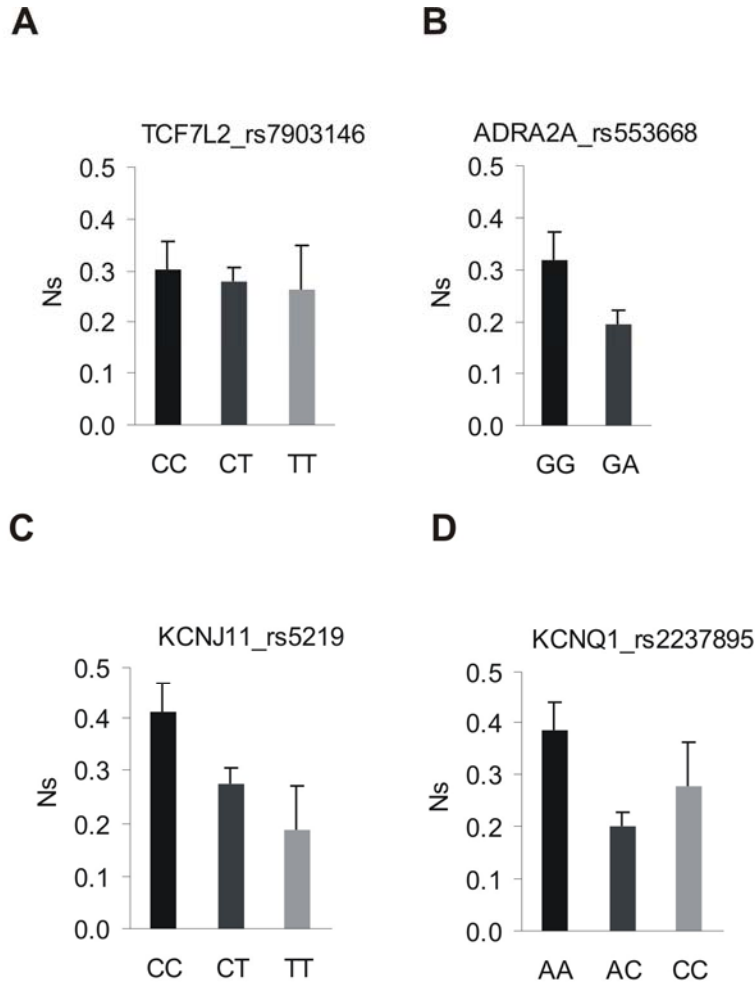 A
B
TCF7L2_rs7903146
0.5
0.4
0.3
0.2
0.1
0.0
Ns
CC CT TT
ADRA2A_rs553668
0.5
0.4
0.3
0.2
0.1
0.0
Ns
GG GA
C
D
KCNJ11_rs5219
0.5
0.4
0.3
0.2
0.1
0.0
Ns
CC CT TT
KCNQ1_rs2237895
0.5
0.4
0.3
0.2
0.1
0.0
Ns
AA AC CC